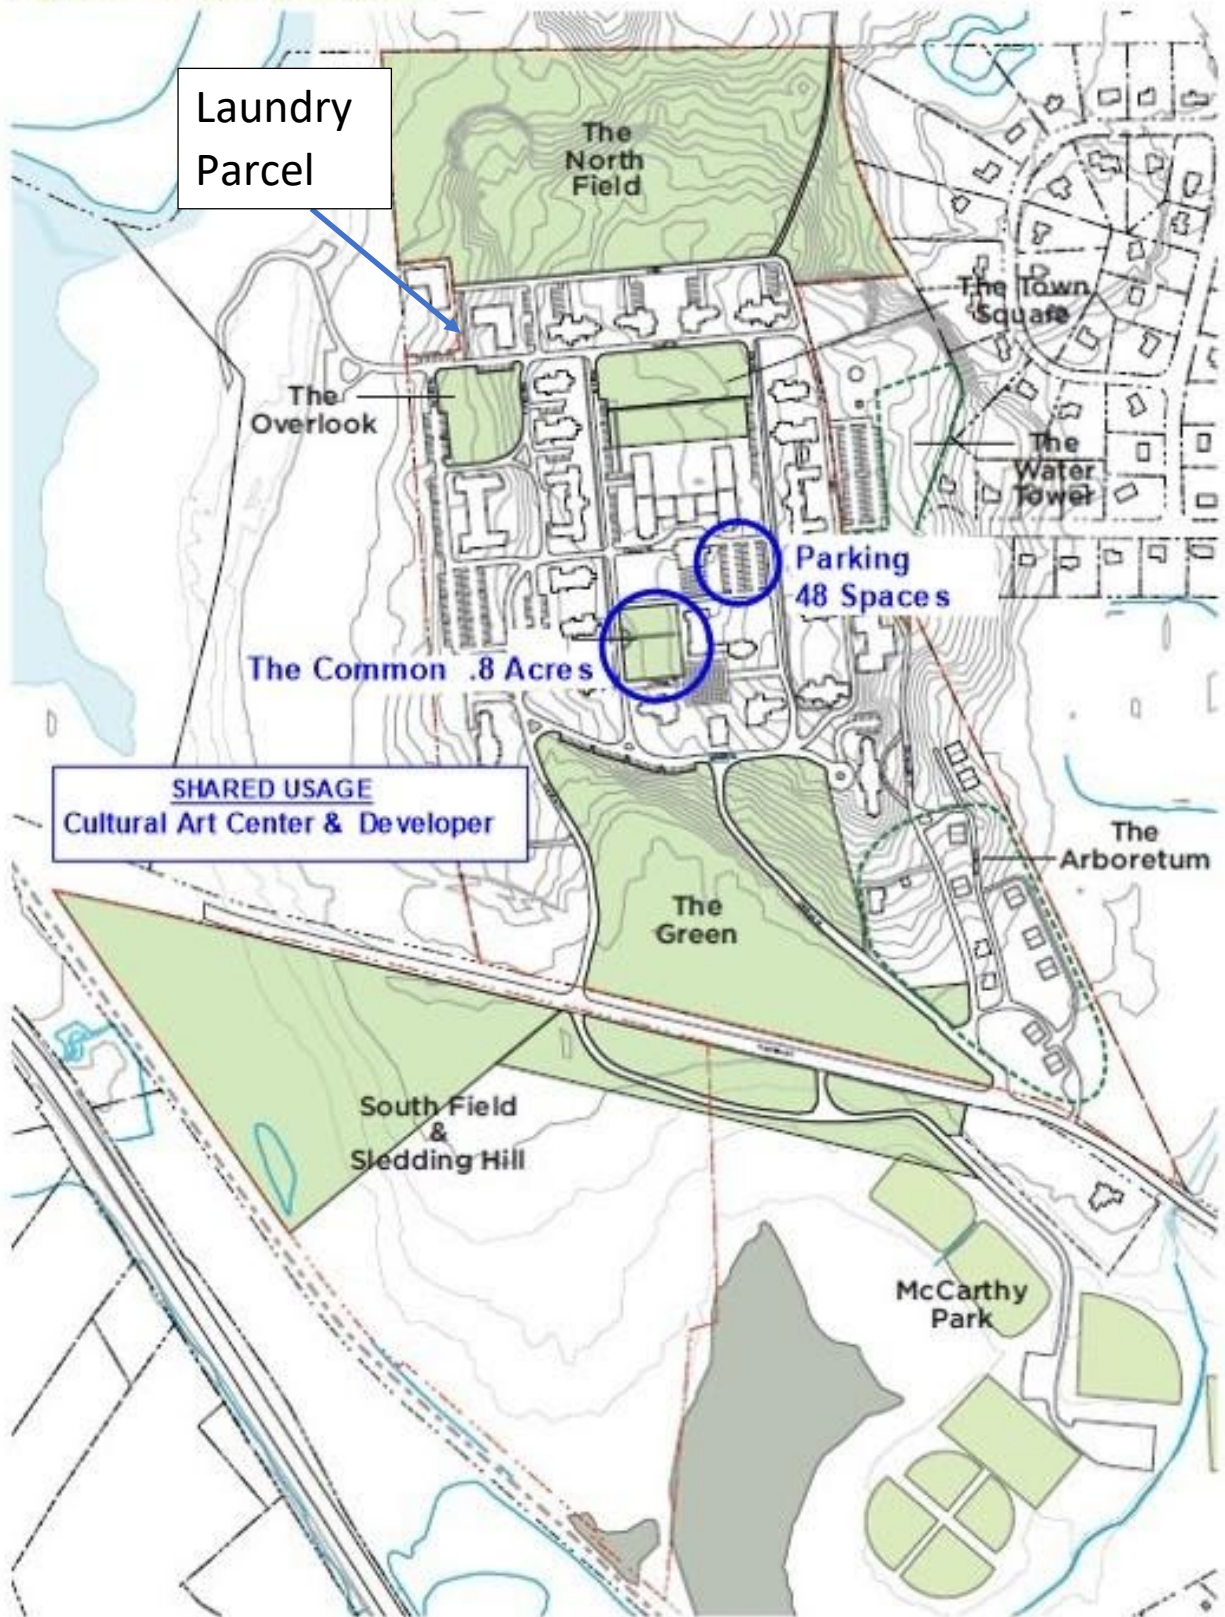 Laundry
Parcel
The
North
Field
The Town
Square
The
Overlook
The
Water
Tower
Parking
48 Spaces
The Common .8 Acres
SHARED USAGE
Cultural Art Center & Developer
The
Arboretum
The
Green
South Field
&
Sledding Hill
McCarthy
Park